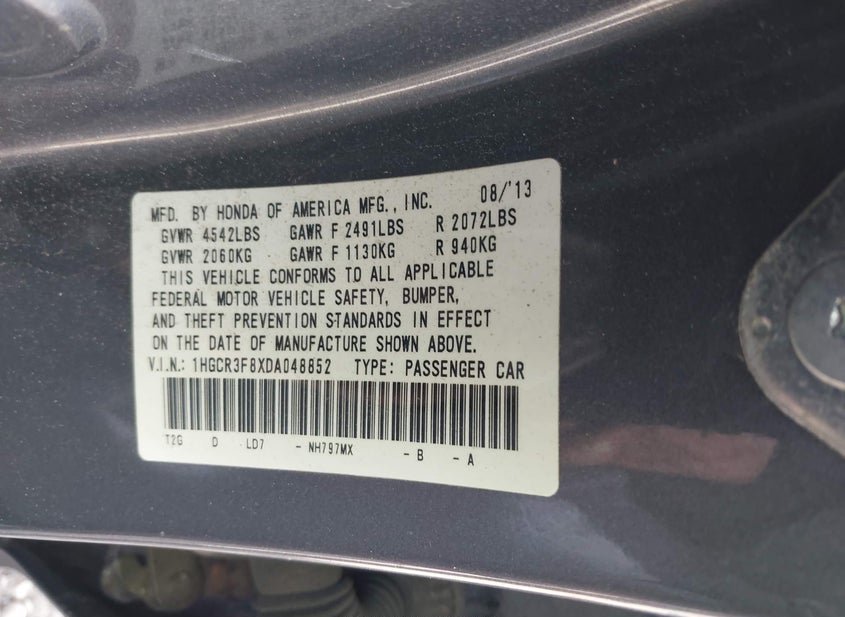 MFD. BY HONDA OF AMERICA MFG., INC. 08/'13
GVWR 4542LBS GAWR F 2491LBS R 2072LBS
GVWR 2060KG GAWR F 1130KG R 940KG
THIS VEHICLE CONFORMS TO ALL APPLICABLE
FEDERAL MOTOR VEHICLE SAFETY, BUMPER,
AND THEFT PREVENTION STANDARDS IN EFFECT
ON THE DATE OF MANUFACTURE SHOWN ABOVE.
V.I.N.: 1HGCR3F8XDA048852 TYPE: PASSENGER CAR
T2G D LD7 - NH797MX - B - A